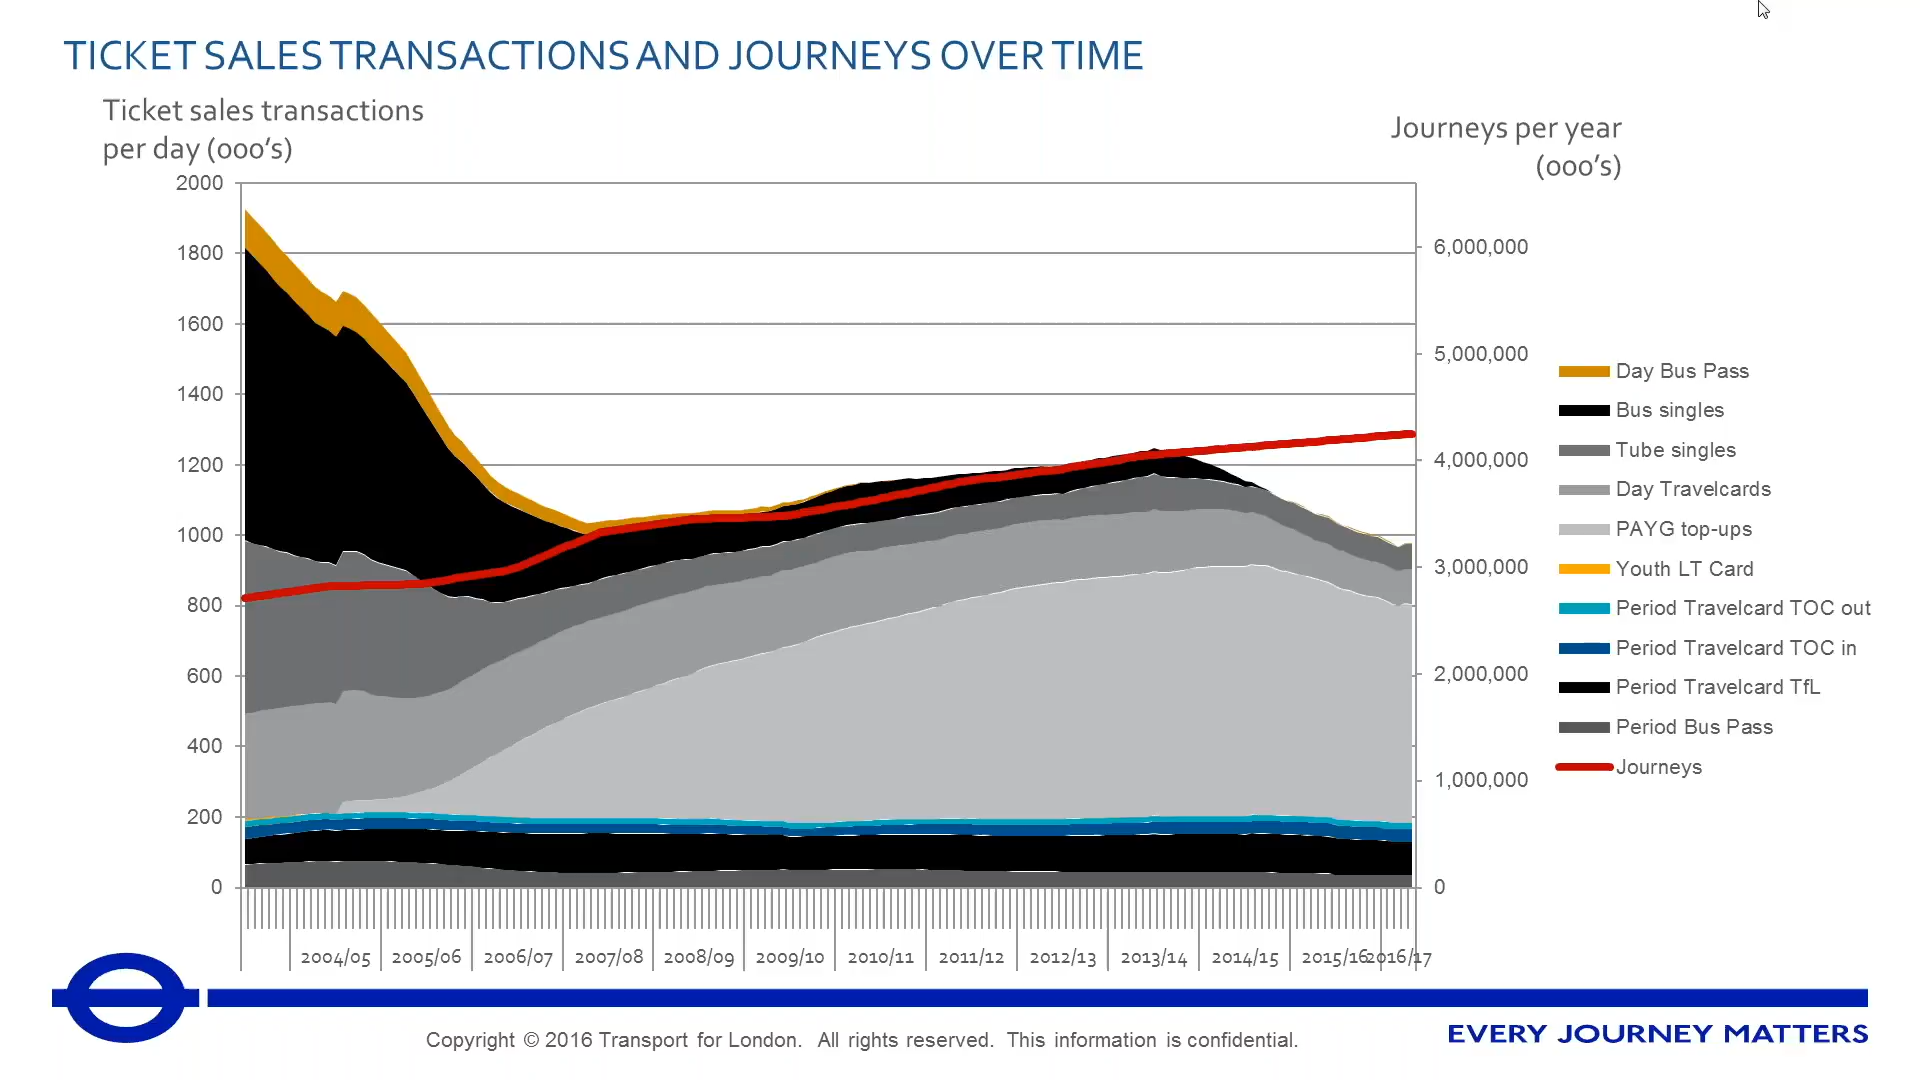 TICKET SALES TRANSACTIONS AND JOURNEYS OVER TIME
Ticket sales transactions
per day (000's)
Journeys per year
(000's)
2000
1800
1600
1400
1200
1000
800
600
400
200
0
6,000,000
5,000,000
4,000,000
3,000,000
2,000,000
1,000,000
0
Day Bus Pass
Bus singles
Tube singles
Day Travelcards
PAYG top-ups
Youth LT Card
Period Travelcard TOC out
Period Travelcard TOC in
Period Travelcard TfL
Period Bus Pass
Journeys
2004/05 2005/06 2006/07 2007/08 2008/09 2009/10 2010/11 2011/12 2012/13 2013/14 2014/15 2015/16 2016/17
Copyright © 2016 Transport for London. All rights reserved. This information is confidential.
EVERY JOURNEY MATTERS